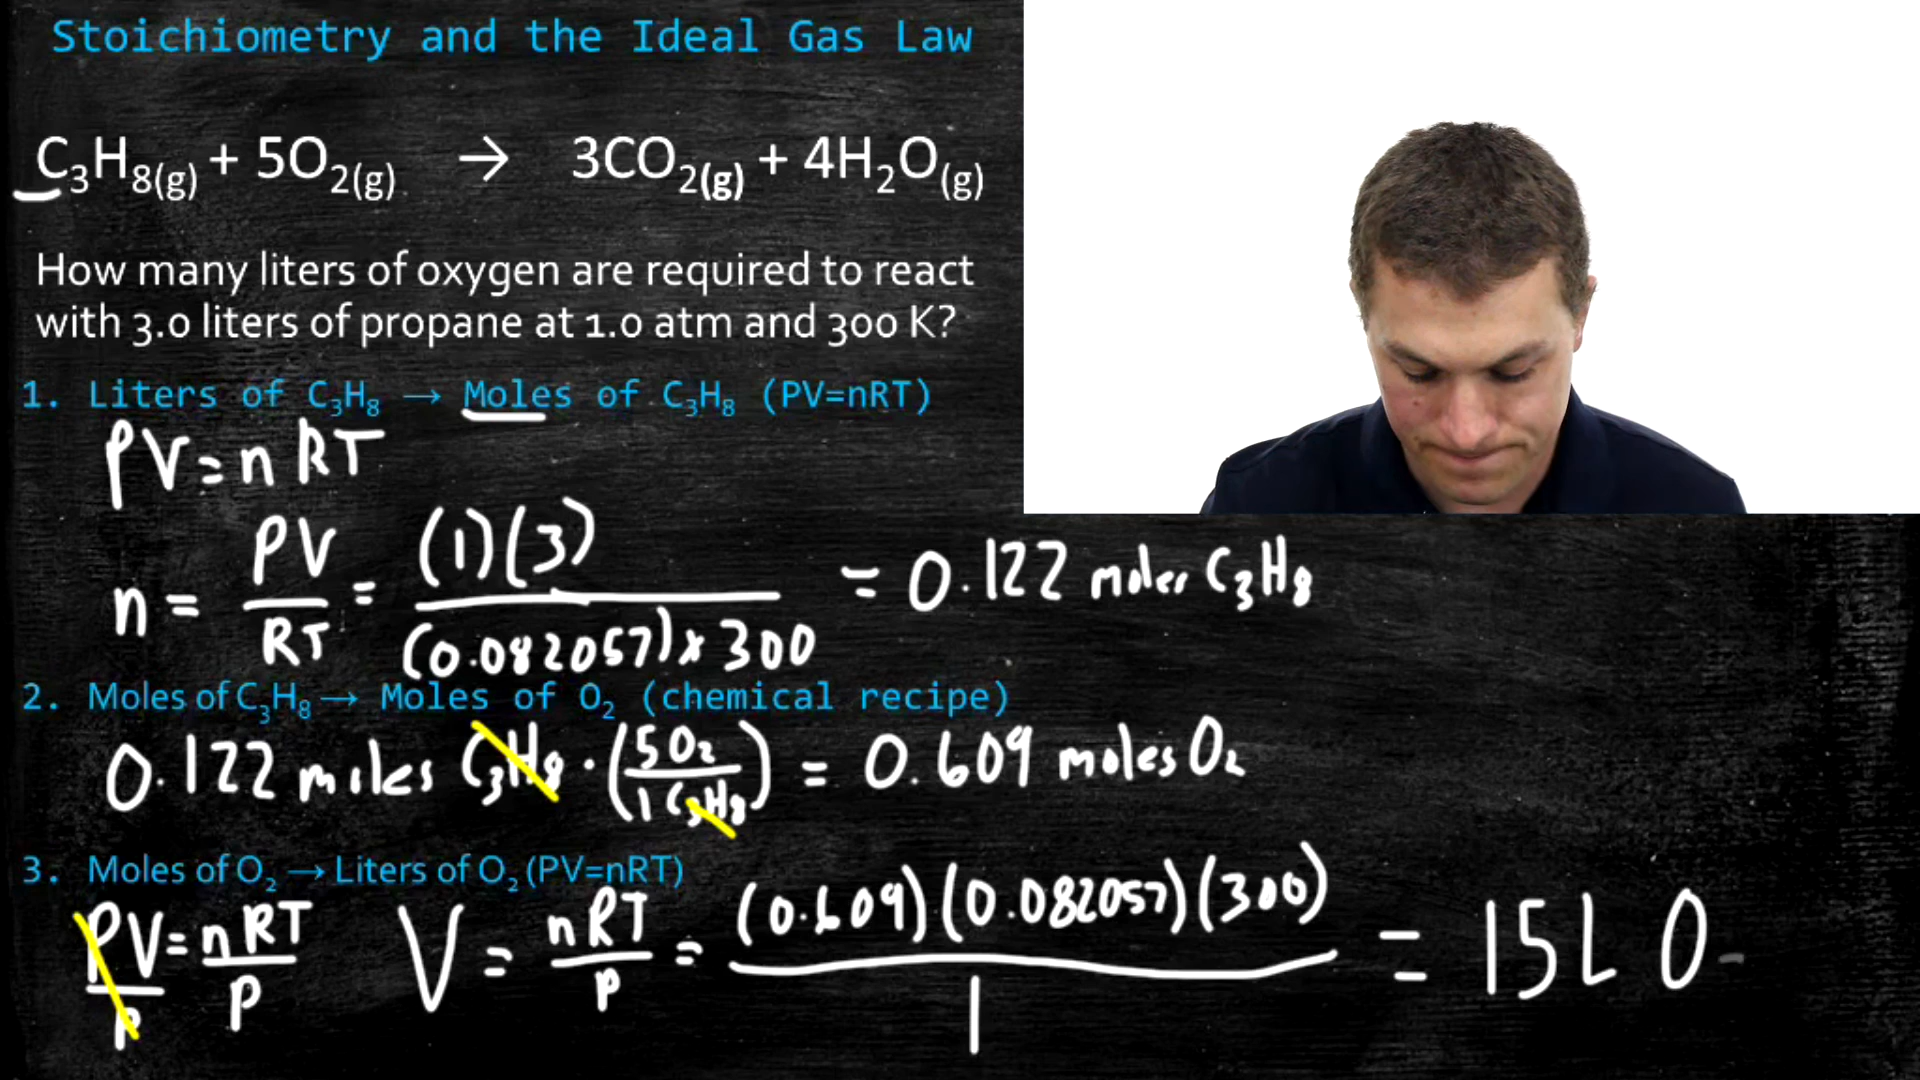 Stoichiometry and the Ideal Gas Law
C₃H₈(g) + 5O₂(g) → 3CO₂(g) + 4H₂O(g)
How many liters of oxygen are required to react
with 3.0 liters of propane at 1.0 atm and 300 K?
1. Liters of C₃H₈ → Moles of C₃H₈ (PV=nRT)
PV = nRT
n = PV/RT = (1)(3)/(0.082057) x 300 = 0.122 moles C₃H₈
2. Moles of C₃H₈ → Moles of O₂ (chemical recipe)
0.122 moles C₃H₈ · (5O₂/1 C₃H₈) = 0.609 moles O₂
3. Moles of O₂ → Liters of O₂ (PV=nRT)
PV/P = nRT/P V = nRT/P = (0.609)(0.082057)(300)/1 = 15L O